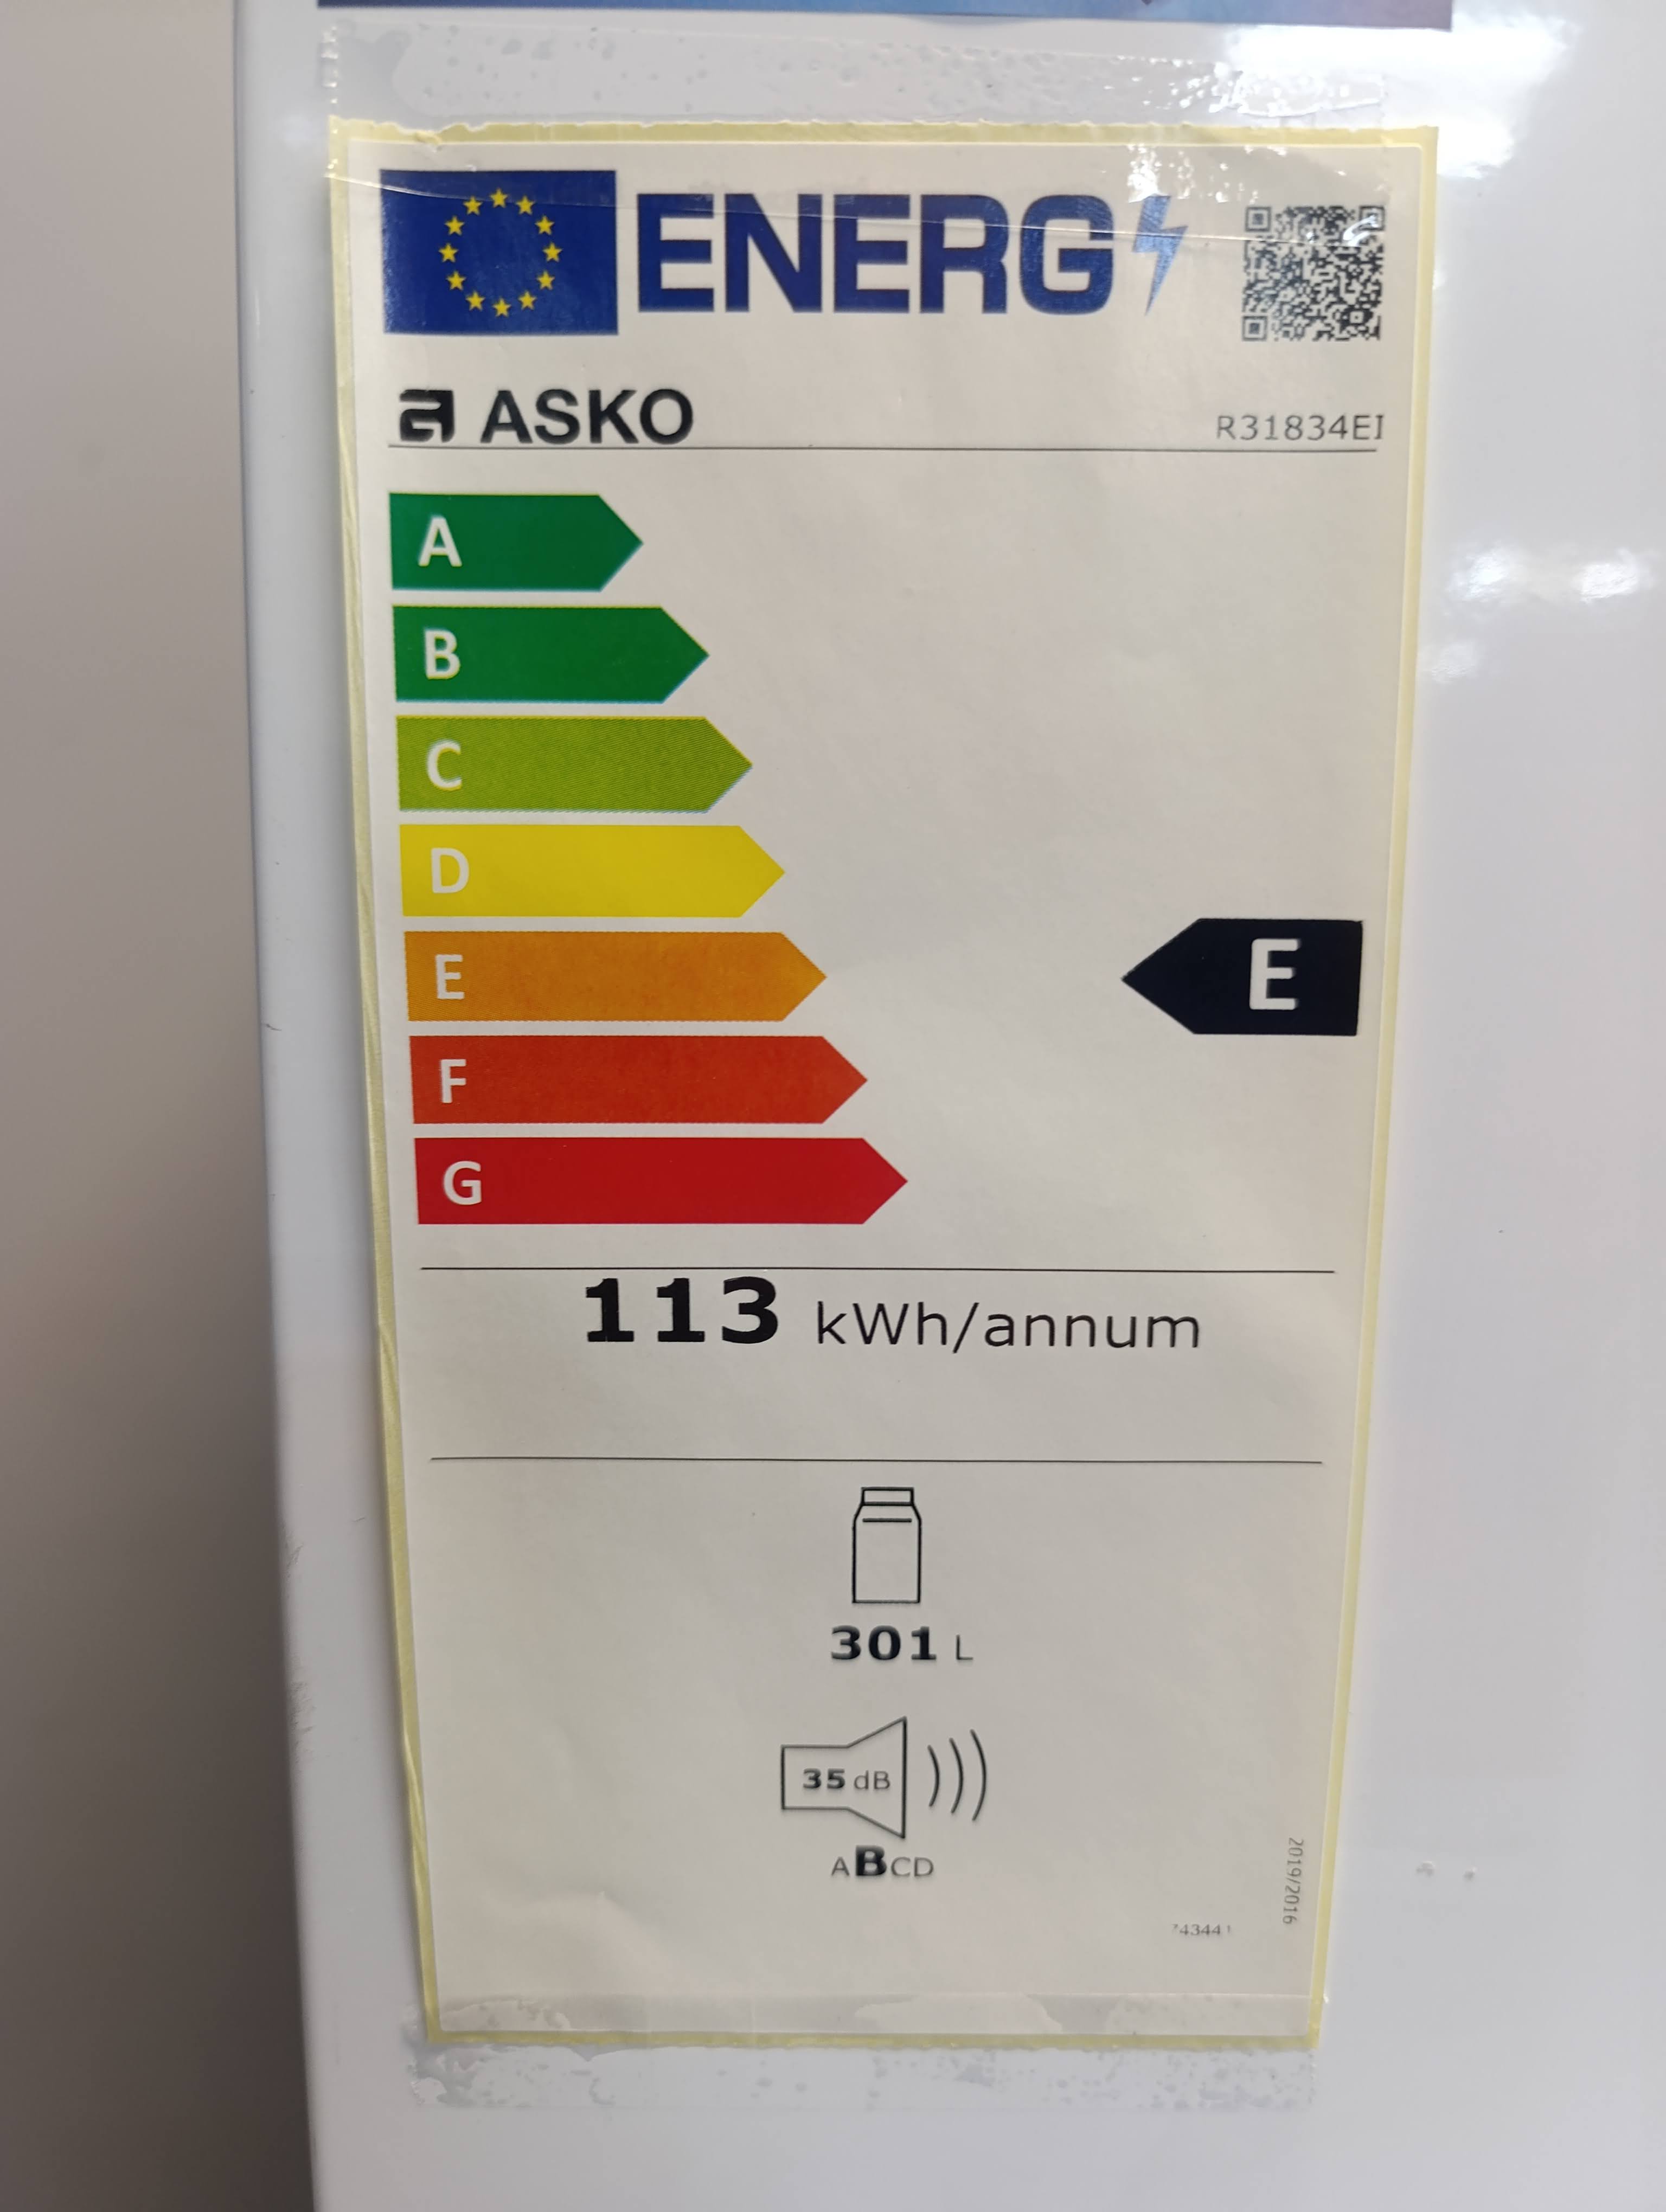 ENERG
ASKO
R31834EI
A
B
C
D
E
E
F
G
113 kWh/annum
301 L
35 dB
ABCD
2019/2016